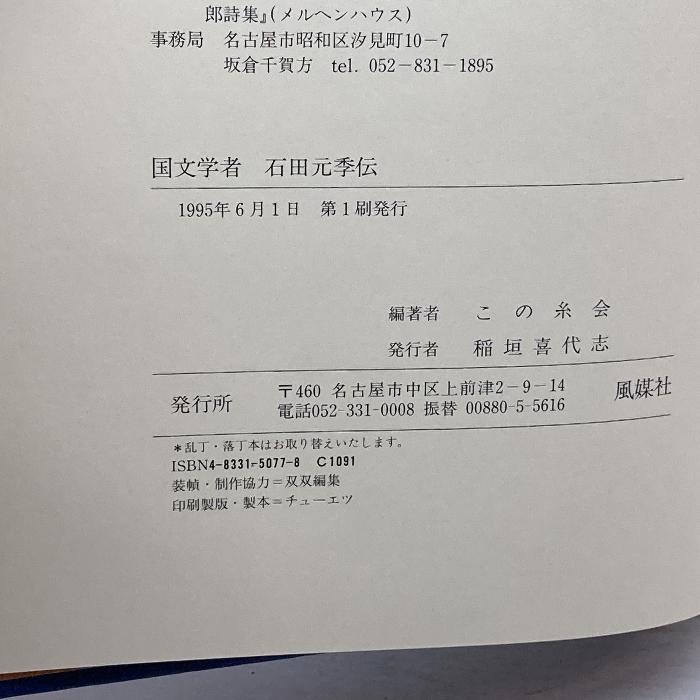 郎詩集』(メルヘンハウス)
事務局　名古屋市昭和区汐見町10−7
坂倉千賀方　tel. 052−831−1895
国文学者　石田元季伝
1995年6月1日　第1刷発行
編著者　この糸会
発行者　稲垣喜代志
発行所　〒460 名古屋市中区上前津2−9−14　風媒社
電話052-331-0008 振替 00880-5-5616
*乱丁・落丁本はお取り替えいたします。
ISBN4-8331-5077-8　C1091
装幀・制作協力=双双編集
印刷製版・製本=チューエツ